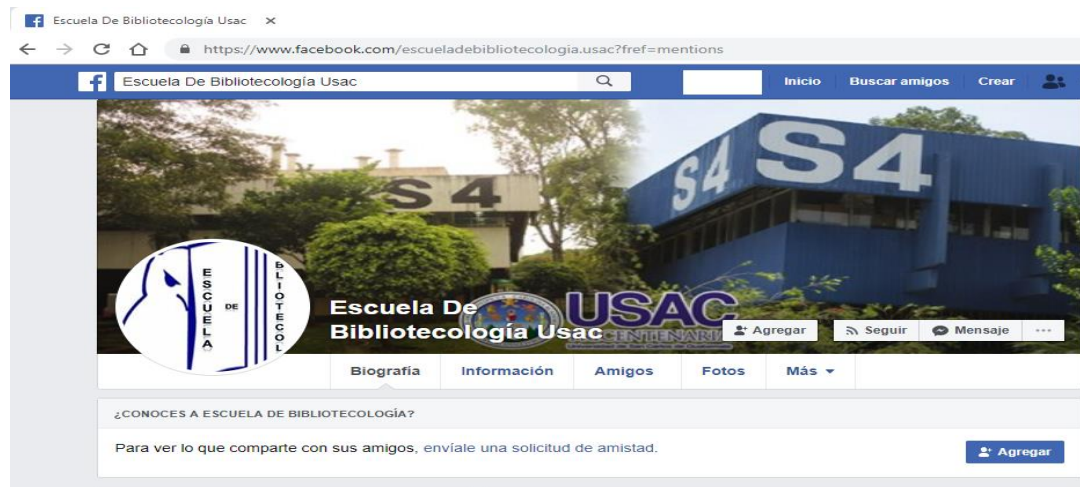 Escuela De Bibliotecología Usac
https://www.facebook.com/escueladebibliotecologia.usac?fref=mentions
Escuela De Bibliotecología Usac
Inicio Buscar amigos Crear
S4
S4 S4
ESCUELA DE BLIOTECOL
USAC
CENTENARIA
Escuela De
Bibliotecología Usac
Agregar Seguir Mensaje ...
Biografía Información Amigos Fotos Más
¿CONOCES A ESCUELA DE BIBLIOTECOLOGÍA?
Para ver lo que comparte con sus amigos, envíale una solicitud de amistad.
Agregar